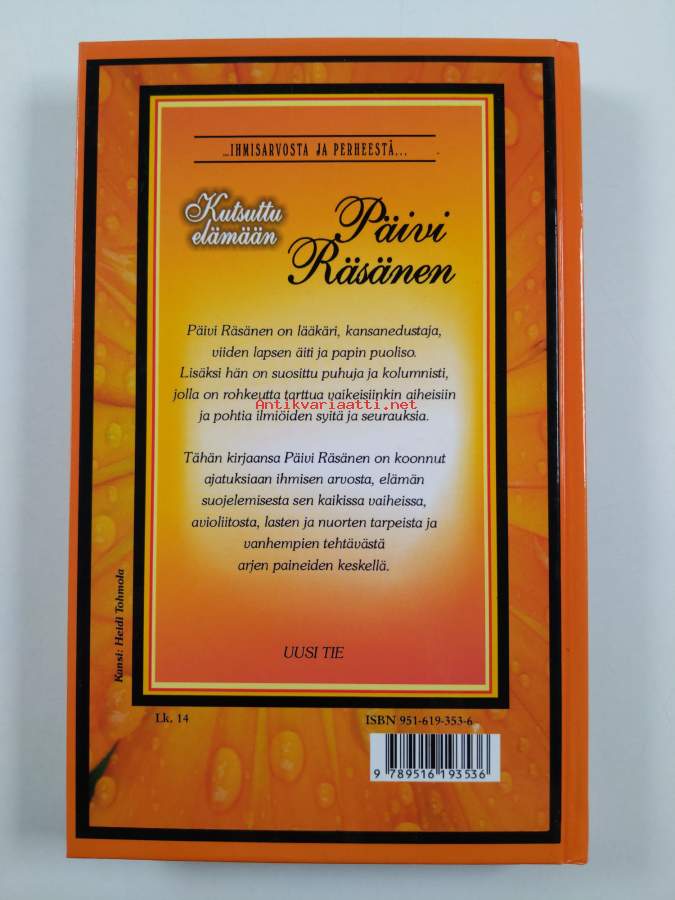 ...IHMISARVOSTA JA PERHEESTÄ...
Kutsuttu
elämään
Päivi
Räsänen
Päivi Räsänen on lääkäri, kansanedustaja,
viiden lapsen äiti ja papin puoliso.
Lisäksi hän on suosittu puhuja ja kolumnisti,
jolla on rohkeutta tarttua vaikeisiinkin aiheisiin
Antikvariaatti.net
ja pohtia ilmiöiden syitä ja seurauksia.
Tähän kirjaansa Päivi Räsänen on koonnut
ajatuksiaan ihmisen arvosta, elämän
suojelemisesta sen kaikissa vaiheissa,
avioliitosta, lasten ja nuorten tarpeista ja
vanhempien tehtävästä
arjen paineiden keskellä.
UUSI TIE
Kansi: Heidi Tohmola
Lk. 14
ISBN 951-619-353-6
9 789516 193536